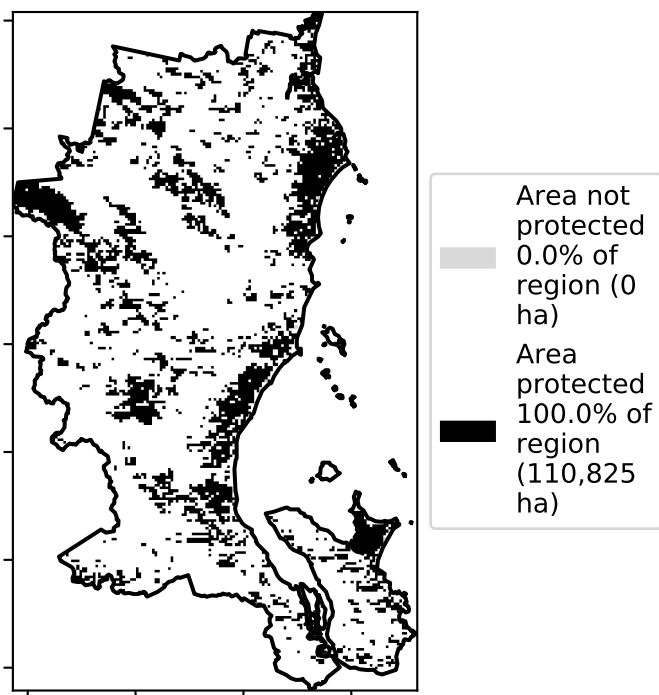 Area not
protected
0.0% of
region (0
ha)
Area
protected
100.0% of
region
(110,825
ha)